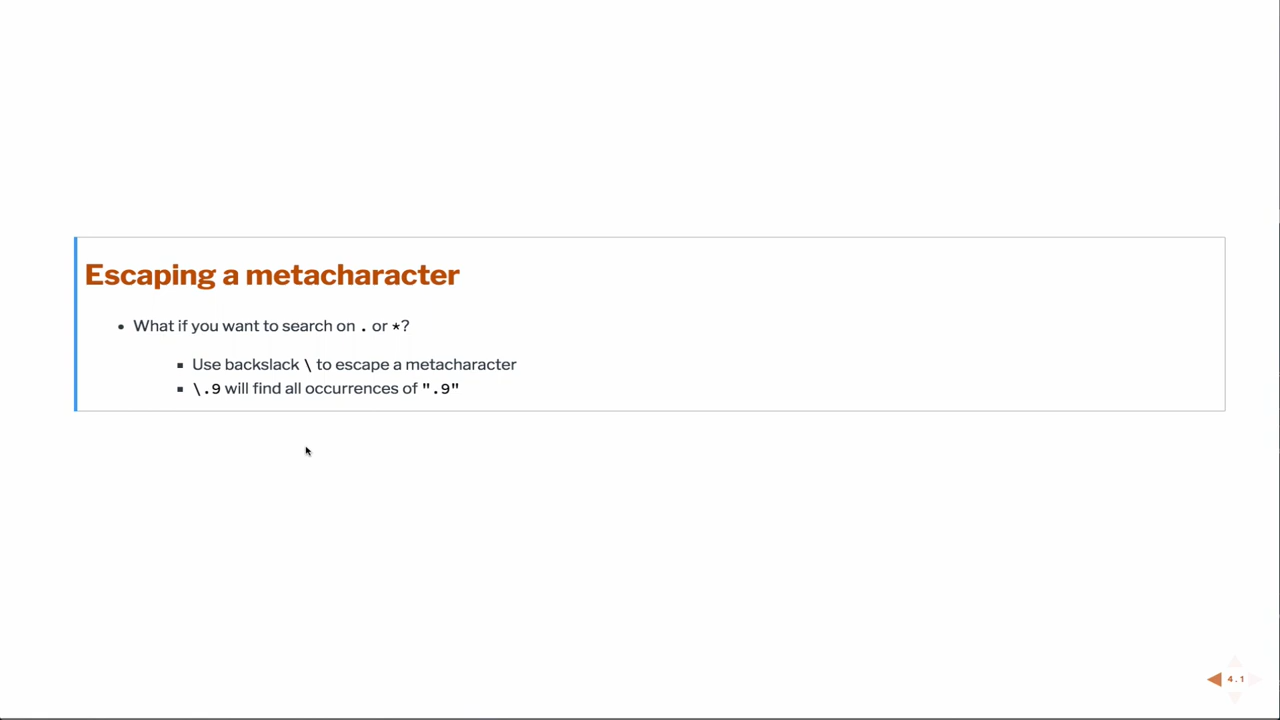 Escaping a metacharacter
• What if you want to search on . or *?
▪ Use backslack \ to escape a metacharacter
▪ \.9 will find all occurrences of ".9"
4.1